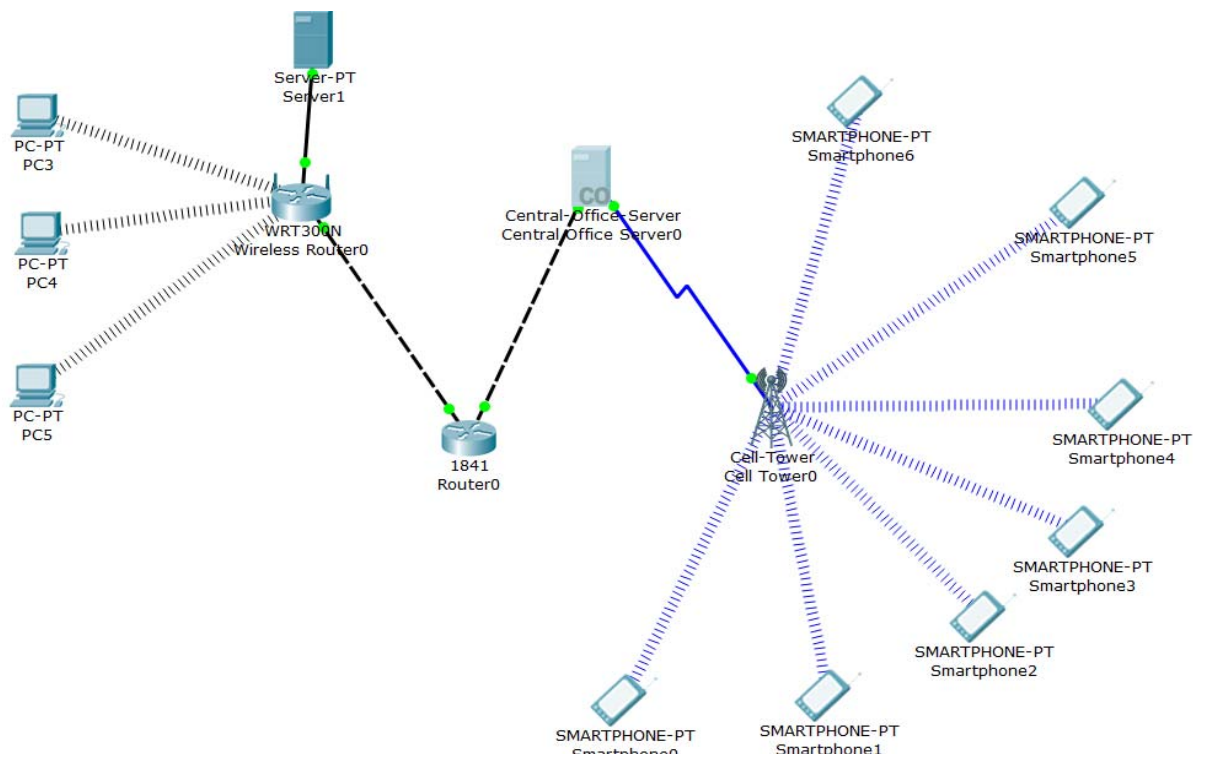 Server-PT
Server1
PC-PT
PC3
SMARTPHONE-PT
Smartphone6
CO
Central-Office-Server
Central Office Server0
WRT300N
Wireless Router0
PC-PT
PC4
SMARTPHONE-PT
Smartphone5
PC-PT
PC5
1841
Router0
Cell-Tower
Cell Tower0
SMARTPHONE-PT
Smartphone4
SMARTPHONE-PT
Smartphone3
SMARTPHONE-PT
Smartphone2
SMARTPHONE-PT
Smartphone0
SMARTPHONE-PT
Smartphone1